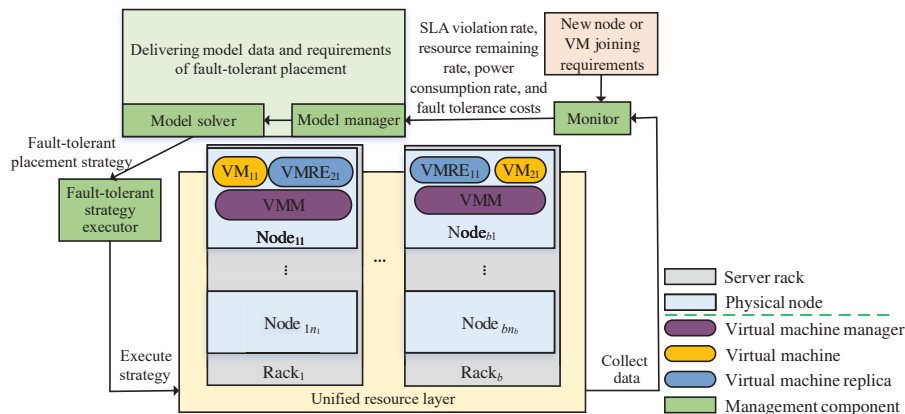 Delivering model data and requirements
of fault-tolerant placement
Model solver
Model manager
SLA violation rate,
resource remaining
rate, power
consumption rate, and
fault tolerance costs
New node or
VM joining
requirements
Monitor
Fault-tolerant
placement strategy
Fault-tolerant
strategy
executor
VM11
VMRE21
VMM
Node11
...
Node 1n1
Rack1
...
VMRE11
VM21
VMM
Nodeb1
...
Node bnb
Rackb
Execute
strategy
Unified resource layer
Collect
data
Server rack
Physical node
Virtual machine manager
Virtual machine
Virtual machine replica
Management component